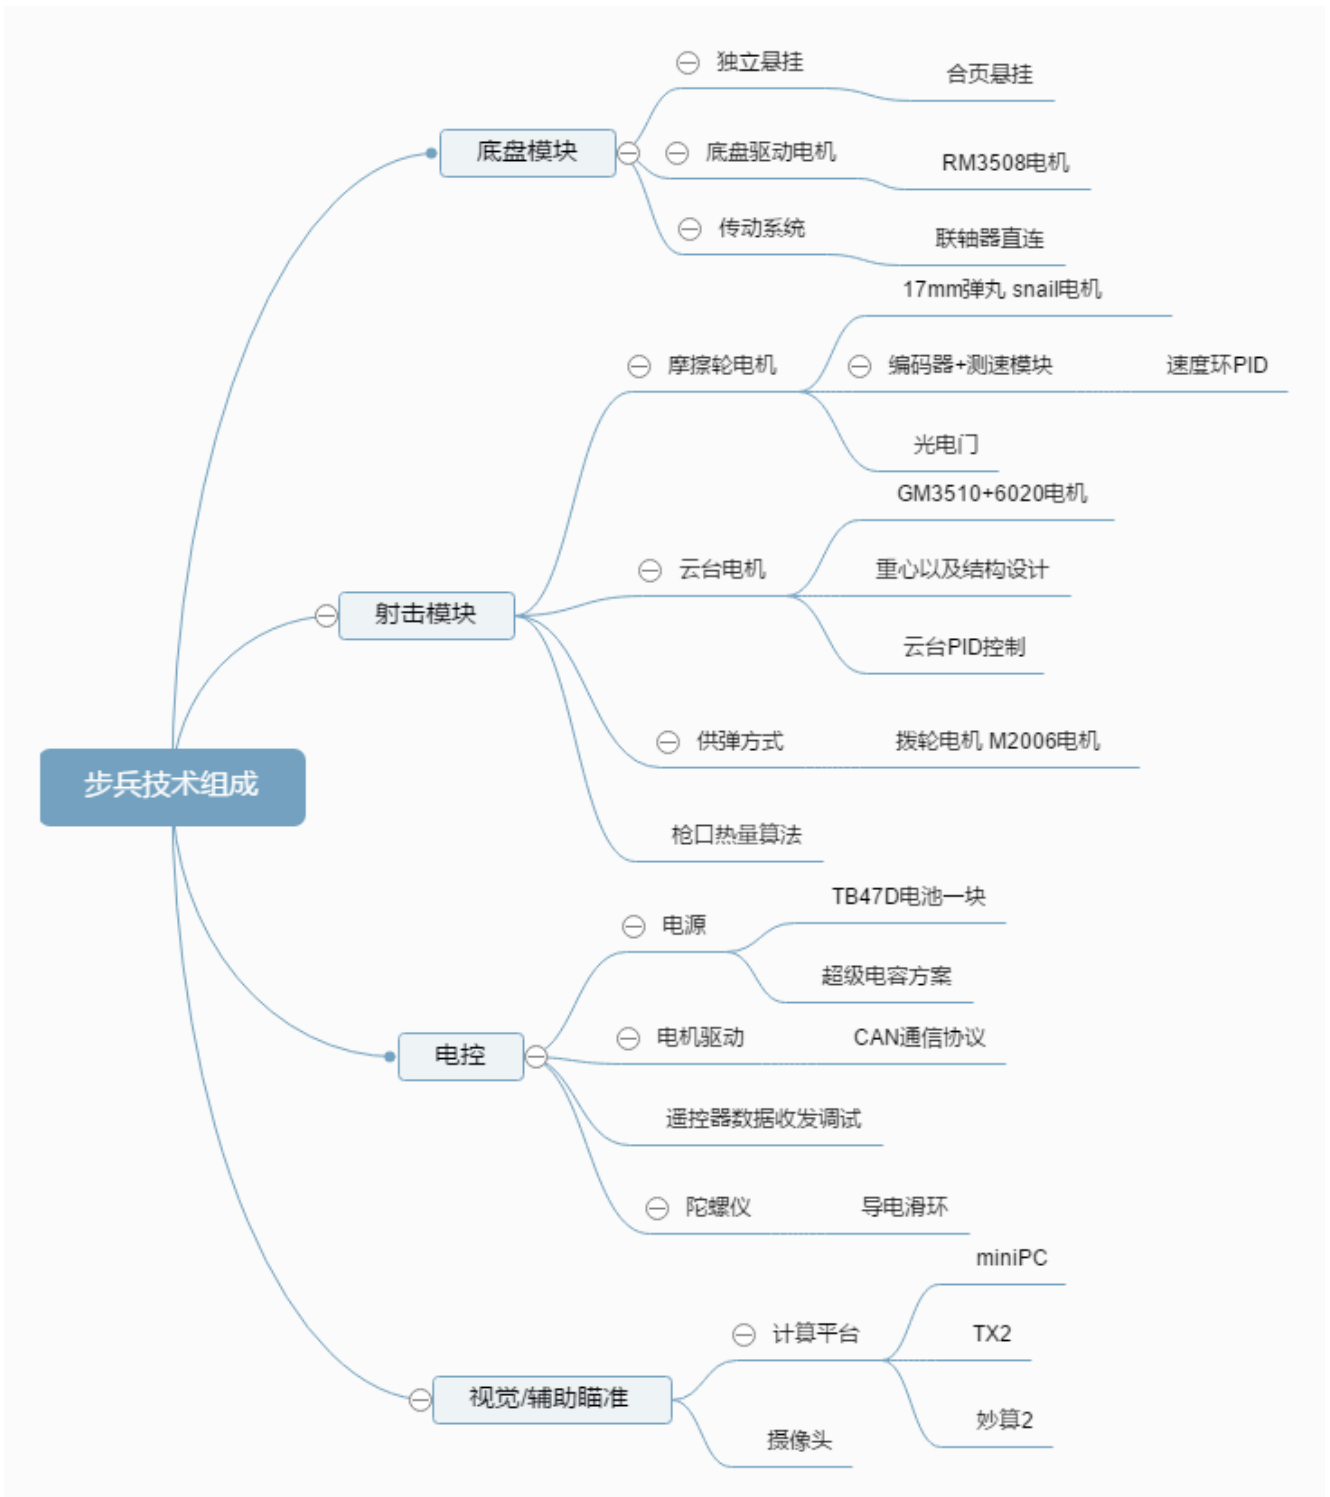 步兵技术组成
底盘模块
独立悬挂
合页悬挂
底盘驱动电机
RM3508电机
传动系统
联轴器直连
射击模块
摩擦轮电机
17mm弹丸 snail电机
编码器+测速模块
速度环PID
光电门
云台电机
GM3510+6020电机
重心以及结构设计
云台PID控制
供弹方式
拨轮电机 M2006电机
枪口热量算法
电控
电源
TB47D电池一块
超级电容方案
电机驱动
CAN通信协议
遥控器数据收发调试
陀螺仪
导电滑环
视觉/辅助瞄准
计算平台
miniPC
TX2
妙算2
摄像头